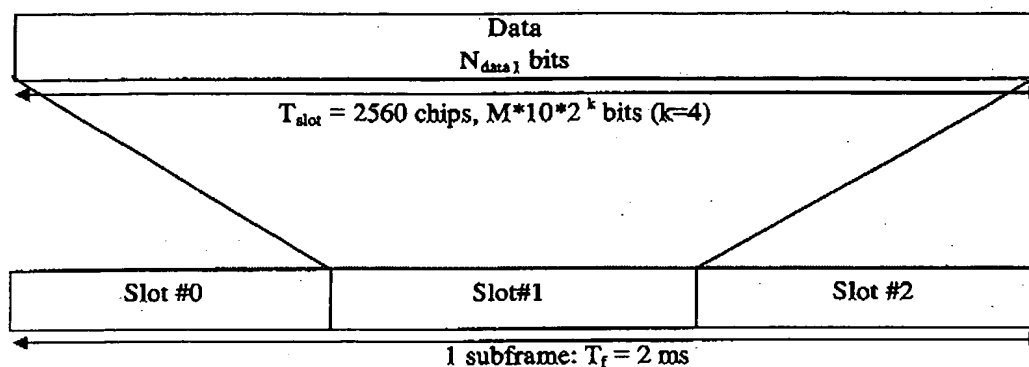 Data
N_data1 bits
T_slot = 2560 chips, M*10*2^k bits (k=4)
Slot #0 Slot#1 Slot #2
1 subframe: T_f = 2 ms